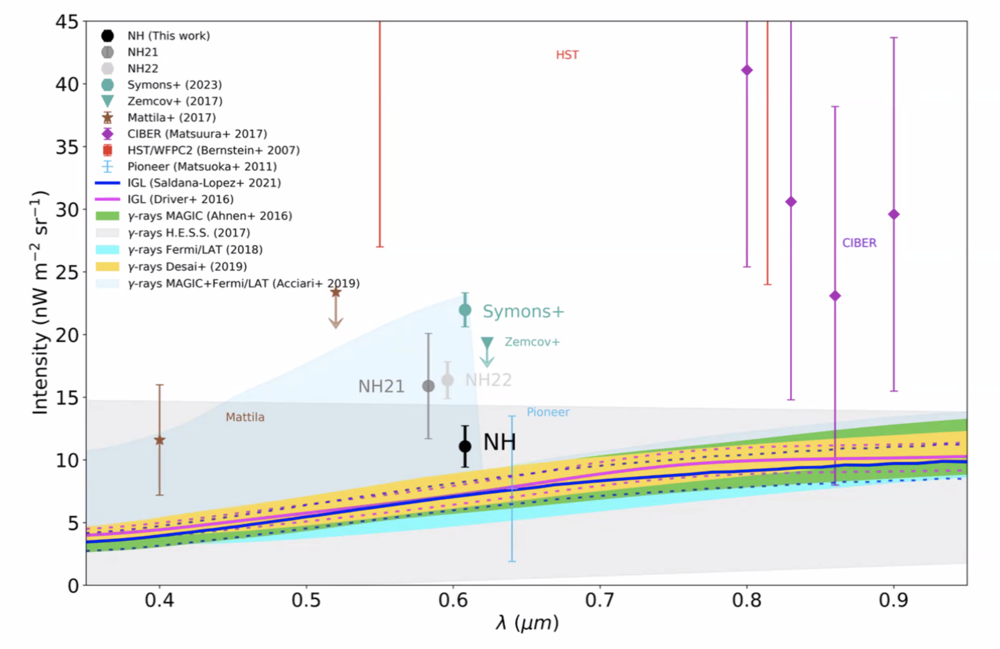 45
40
35
30
25
20
15
10
5
0
Intensity (nW m⁻² sr⁻¹)
NH (This work)
NH21
NH22
Symons+ (2023)
Zemcov+ (2017)
Mattila+ (2017)
CIBER (Matsuura+ 2017)
HST/WFPC2 (Bernstein+ 2007)
Pioneer (Matsuoka+ 2011)
IGL (Saldana-Lopez+ 2021)
IGL (Driver+ 2016)
γ-rays MAGIC (Ahnen+ 2016)
γ-rays H.E.S.S. (2017)
γ-rays Fermi/LAT (2018)
γ-rays Desai+ (2019)
γ-rays MAGIC+Fermi/LAT (Acciari+ 2019)
HST
CIBER
Symons+
Zemcov+
NH22
NH21
Pioneer
Mattila
NH
0.4
0.5
0.6
0.7
0.8
0.9
λ (μm)